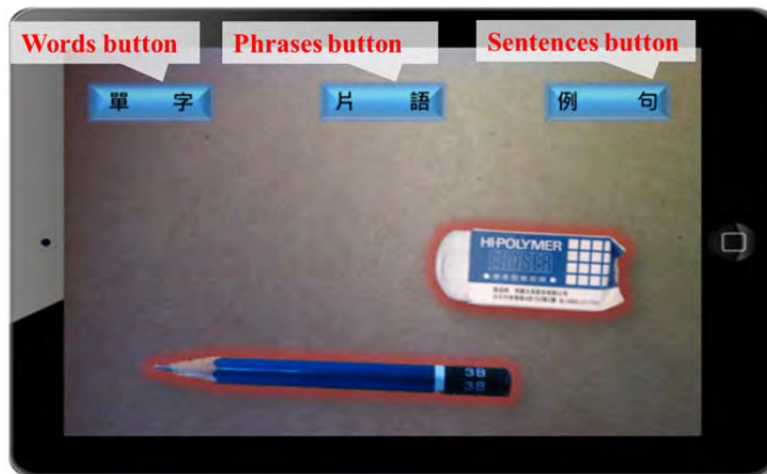 Words button
Phrases button
Sentences button
單字
片語
例句
HI-POLYMER
ERASER
3B
3B